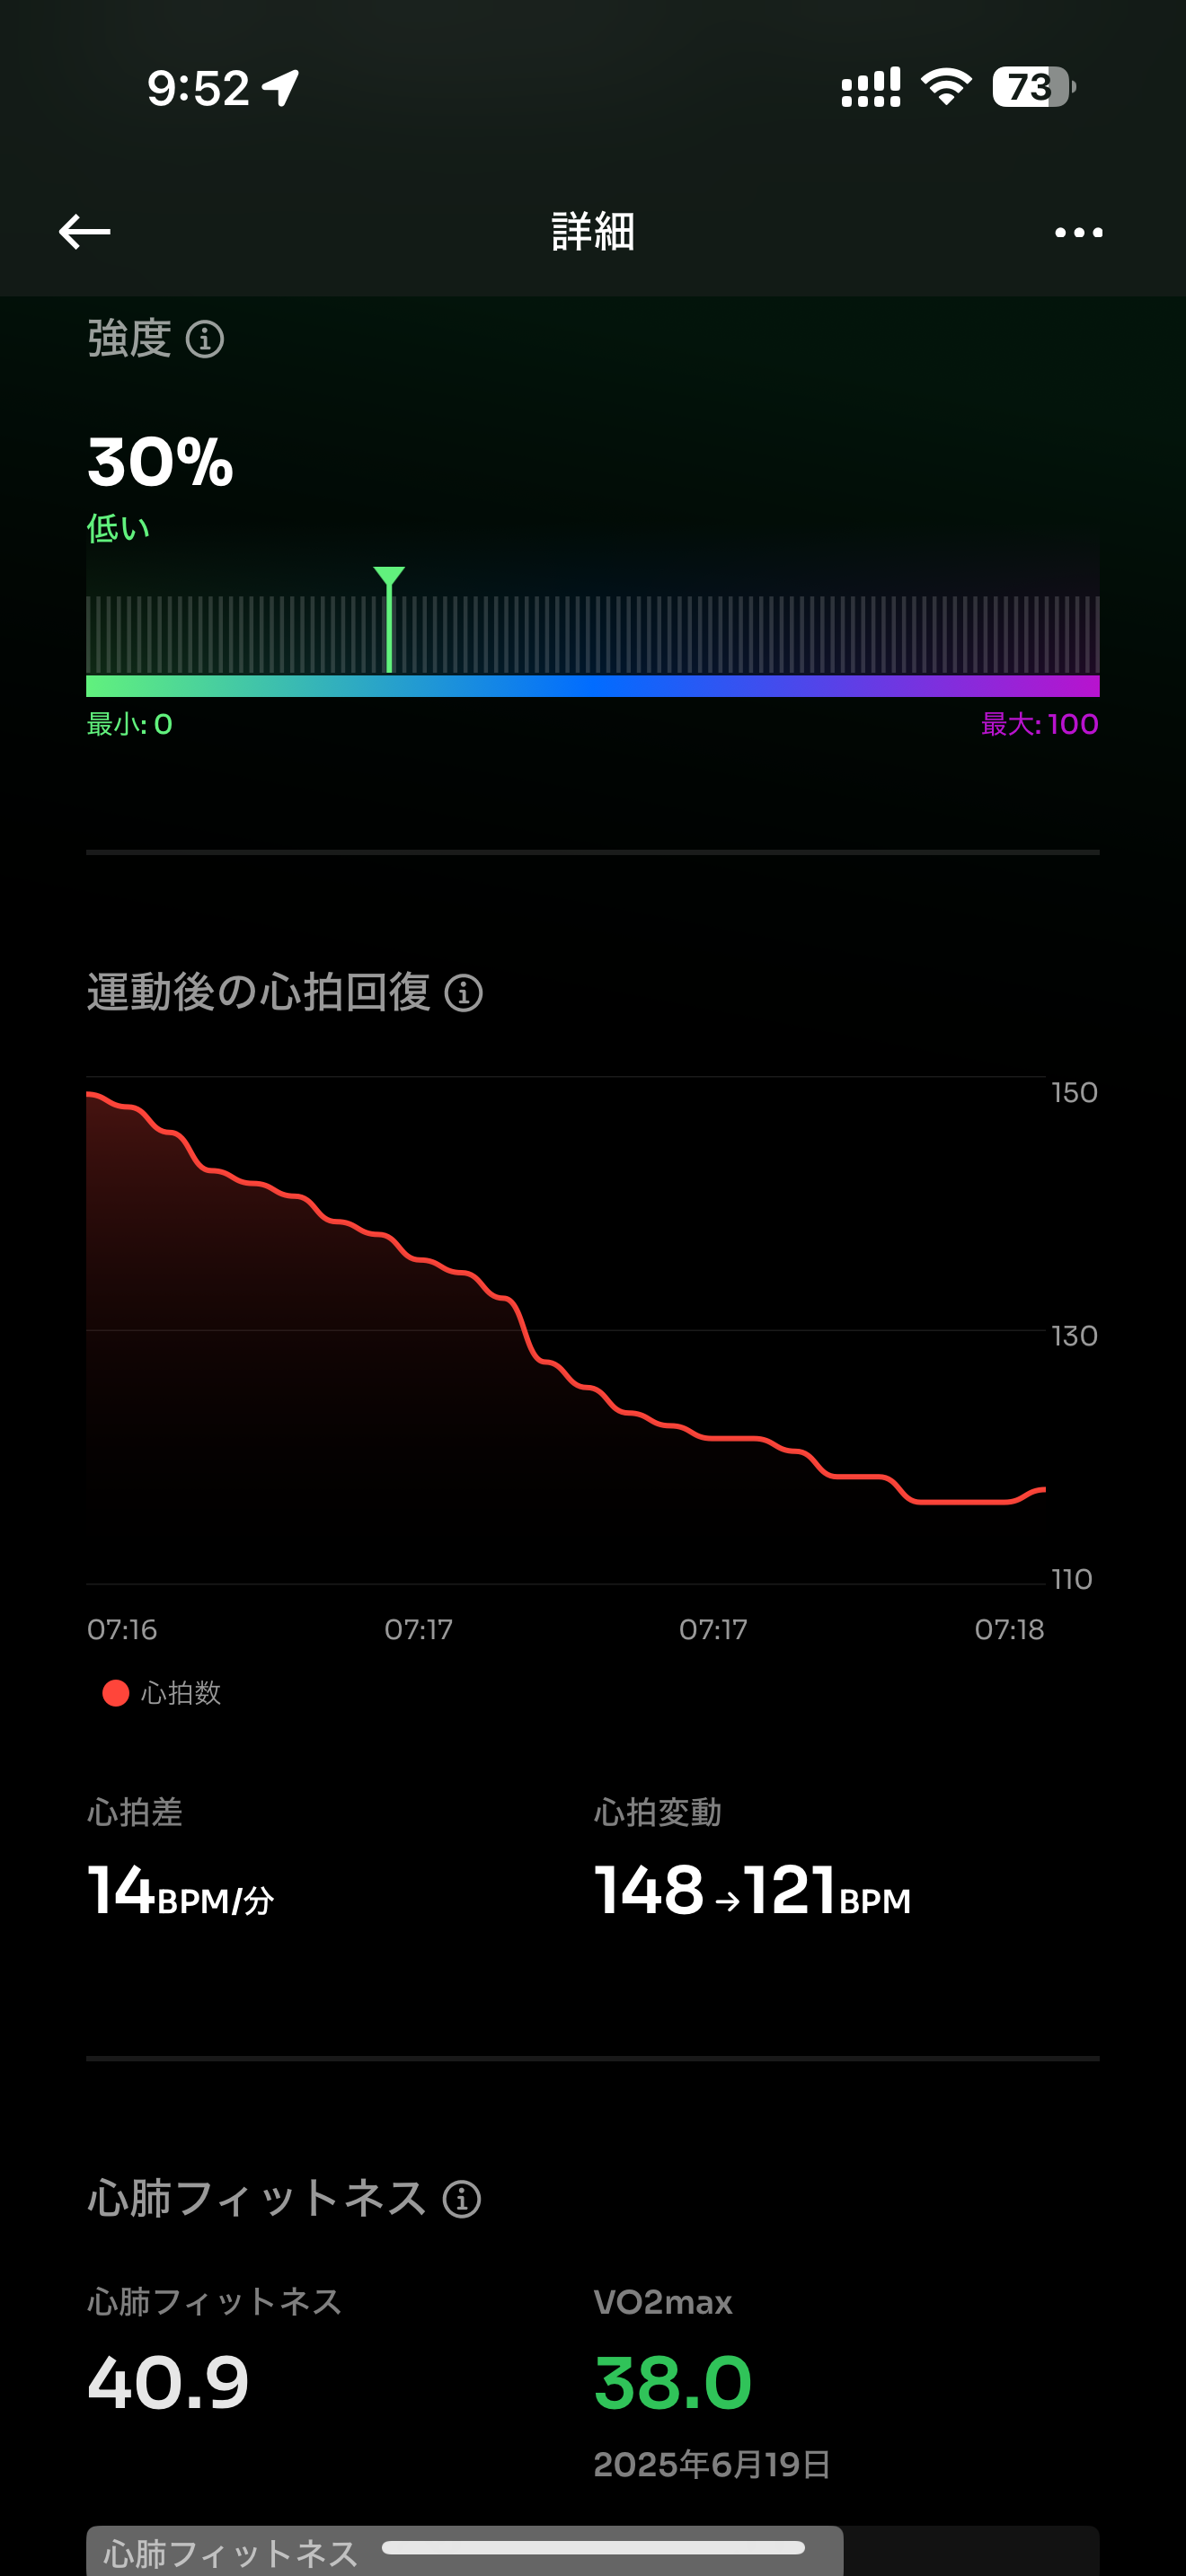 9:52
73
詳細
強度
30%
低い
最小: 0
最大: 100
運動後の心拍回復
150
130
110
07:16 07:17 07:17 07:18
心拍数
心拍差 心拍変動
14BPM/分 148→121BPM
心肺フィットネス
心肺フィットネス VO2max
40.9 38.0
2025年6月19日
心肺フィットネス